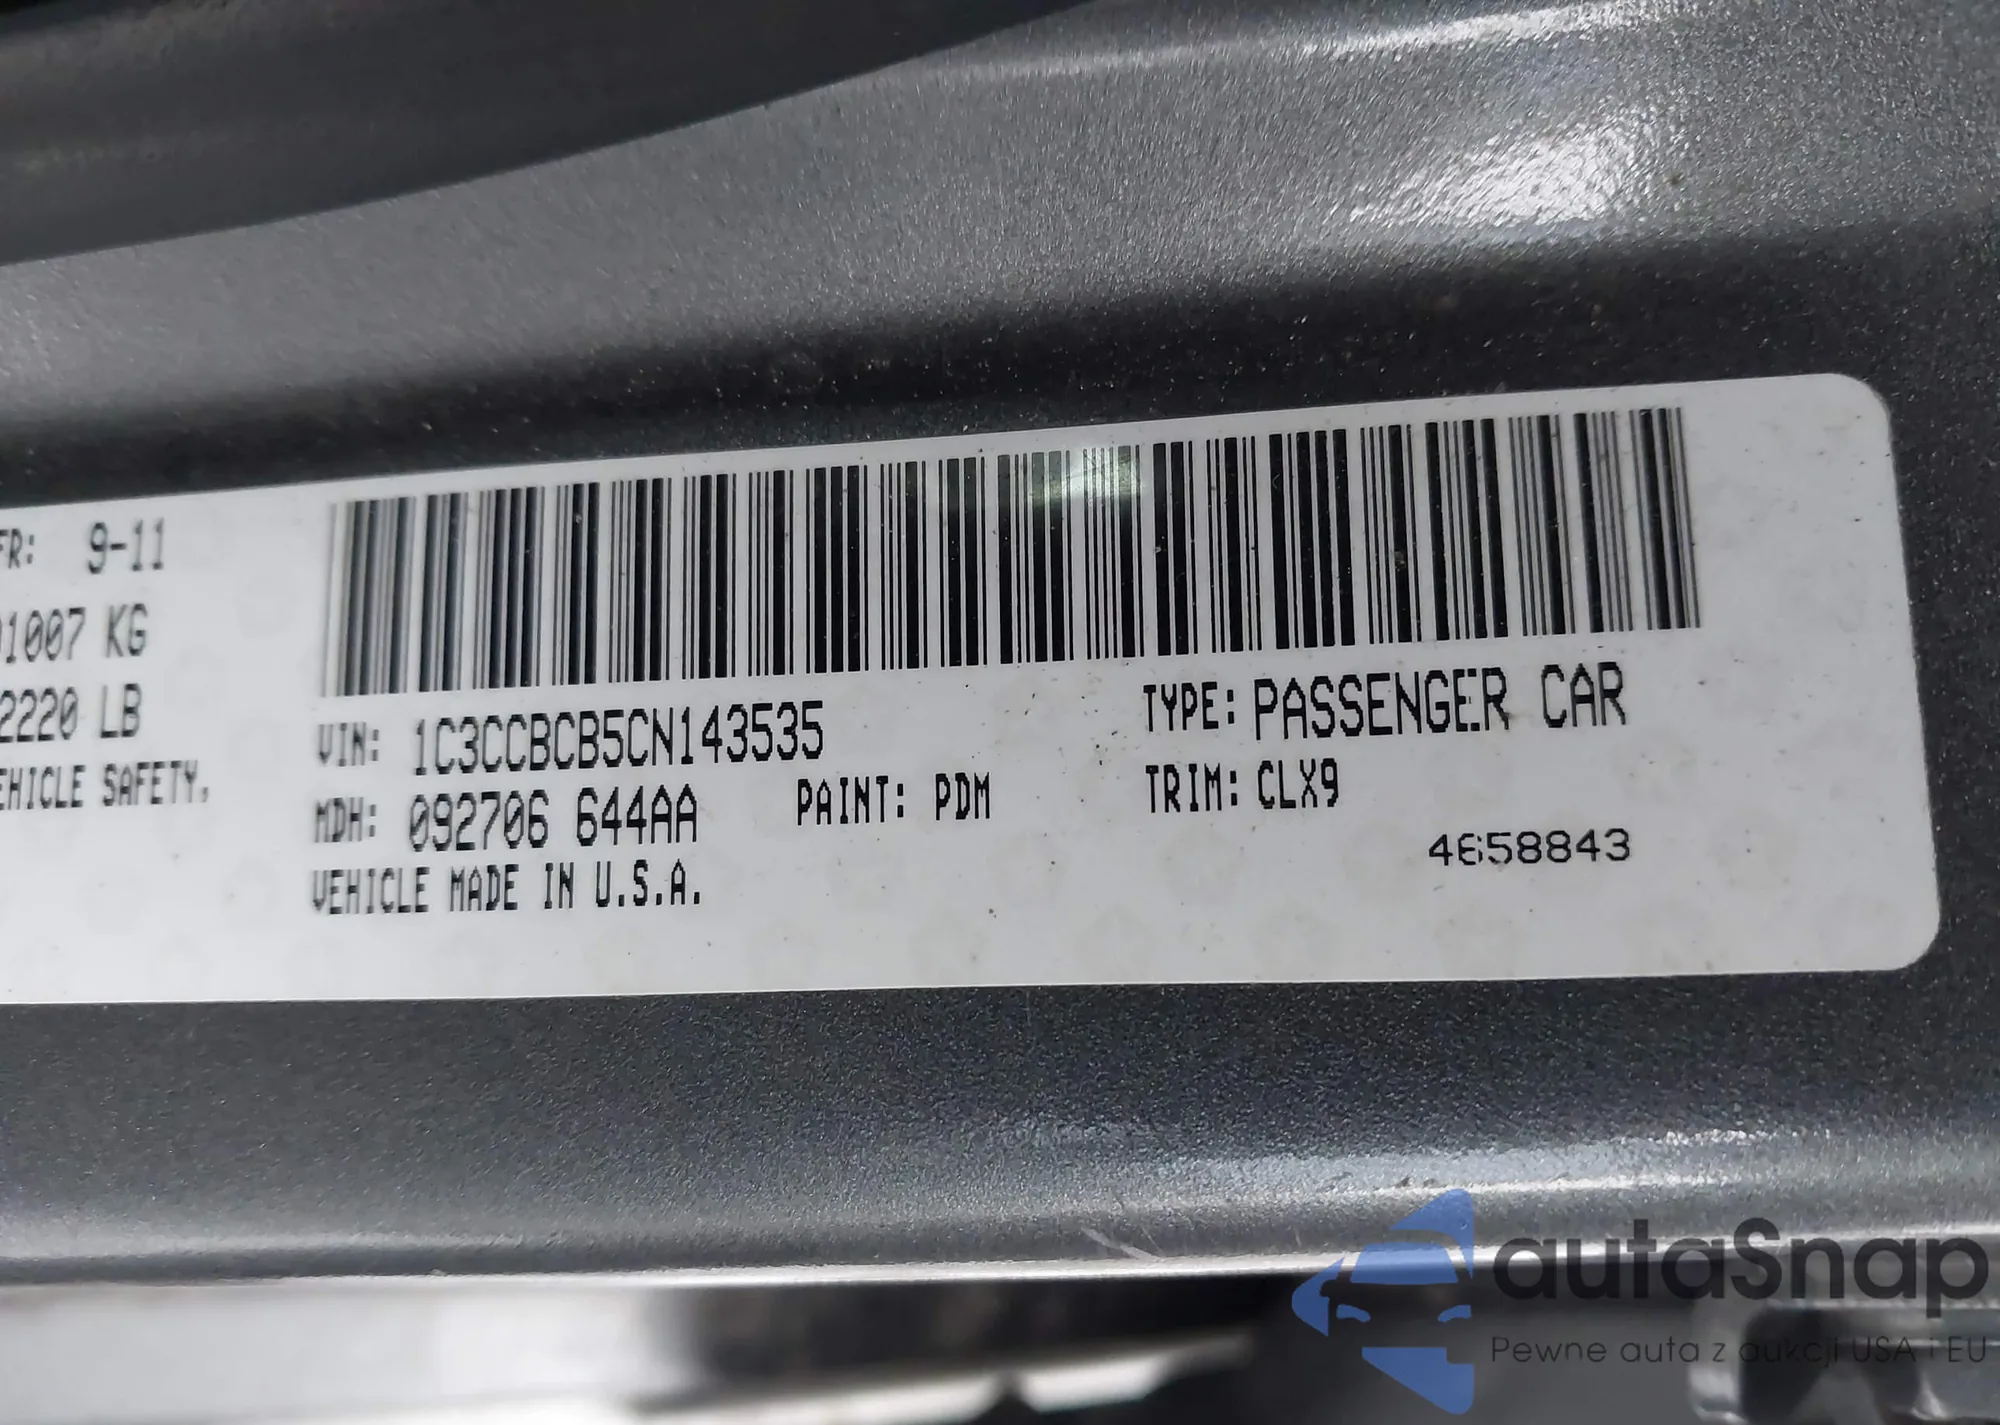 FR: 9-11
01007 KG
2220 LB
EHICLE SAFETY,
VIN: 1C3CCBCB5CN143535
TYPE: PASSENGER CAR
MDH: 092706 644AA
PAINT: PDM
TRIM: CLX9
VEHICLE MADE IN U.S.A.
4658843
autaSnap
Pewne auta z aukcji USA i EU